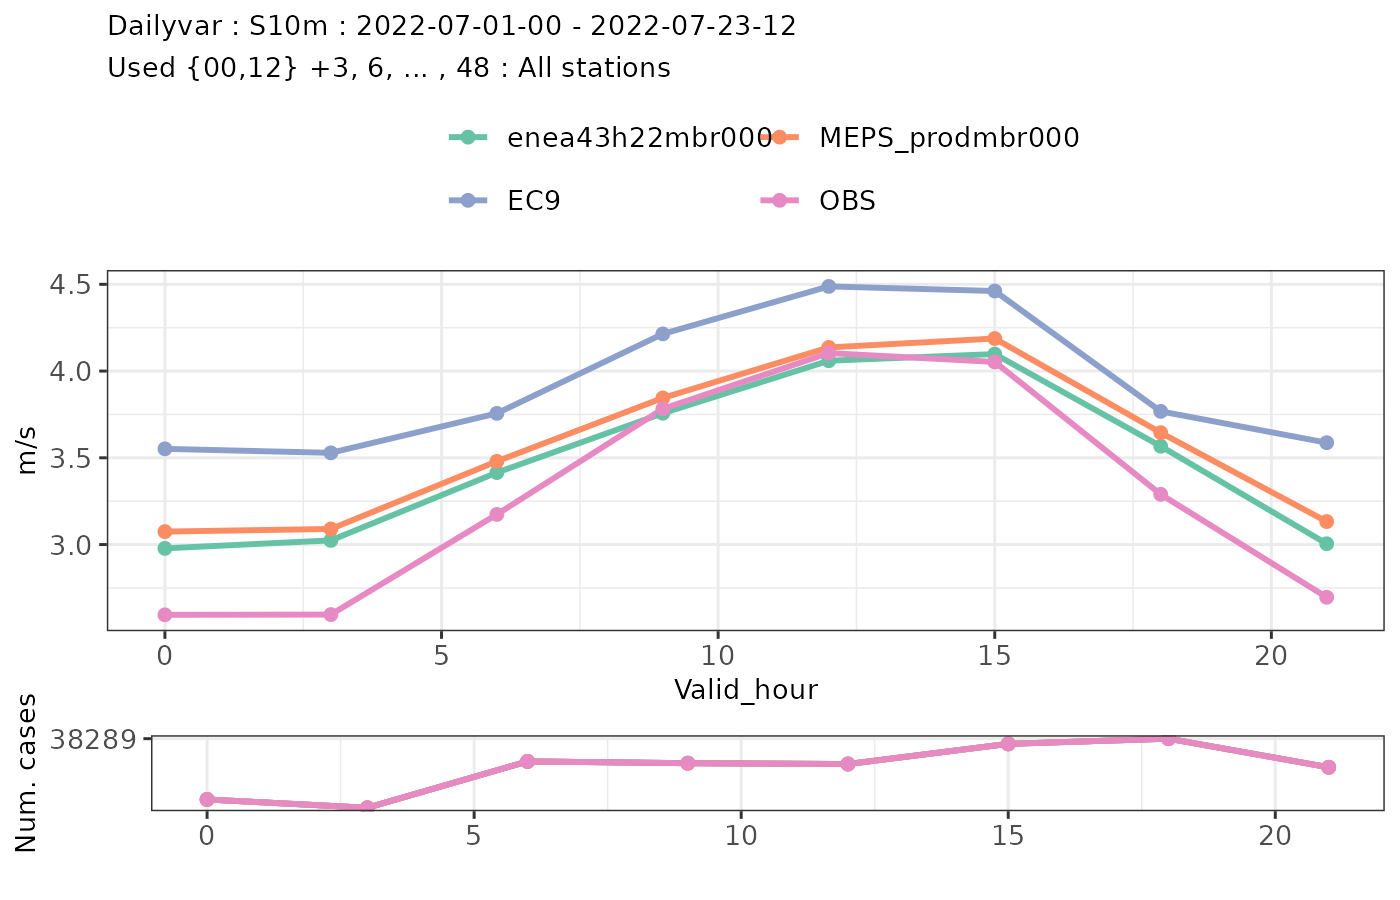 Dailyvar : S10m : 2022-07-01-00 - 2022-07-23-12
Used {00,12} +3, 6, ... , 48 : All stations
enea43h22mbr000 MEPS_prodmbr000
EC9 OBS
4.5
4.0
3.5
3.0
m/s
0 5 10 15 20
Valid_hour
38289
Num. cases
0 5 10 15 20